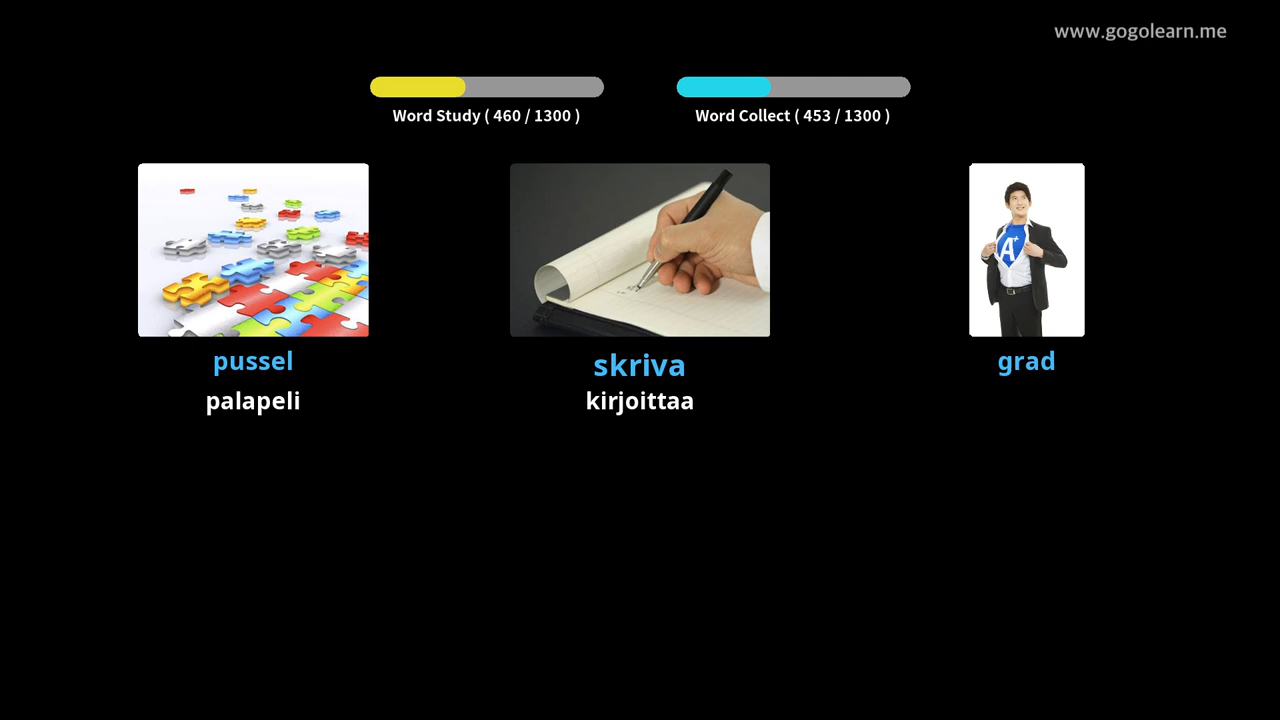 www.gogolearn.me
Word Study ( 460 / 1300 )
Word Collect ( 453 / 1300 )
A+
pussel
skriva
grad
palapeli
kirjoittaa